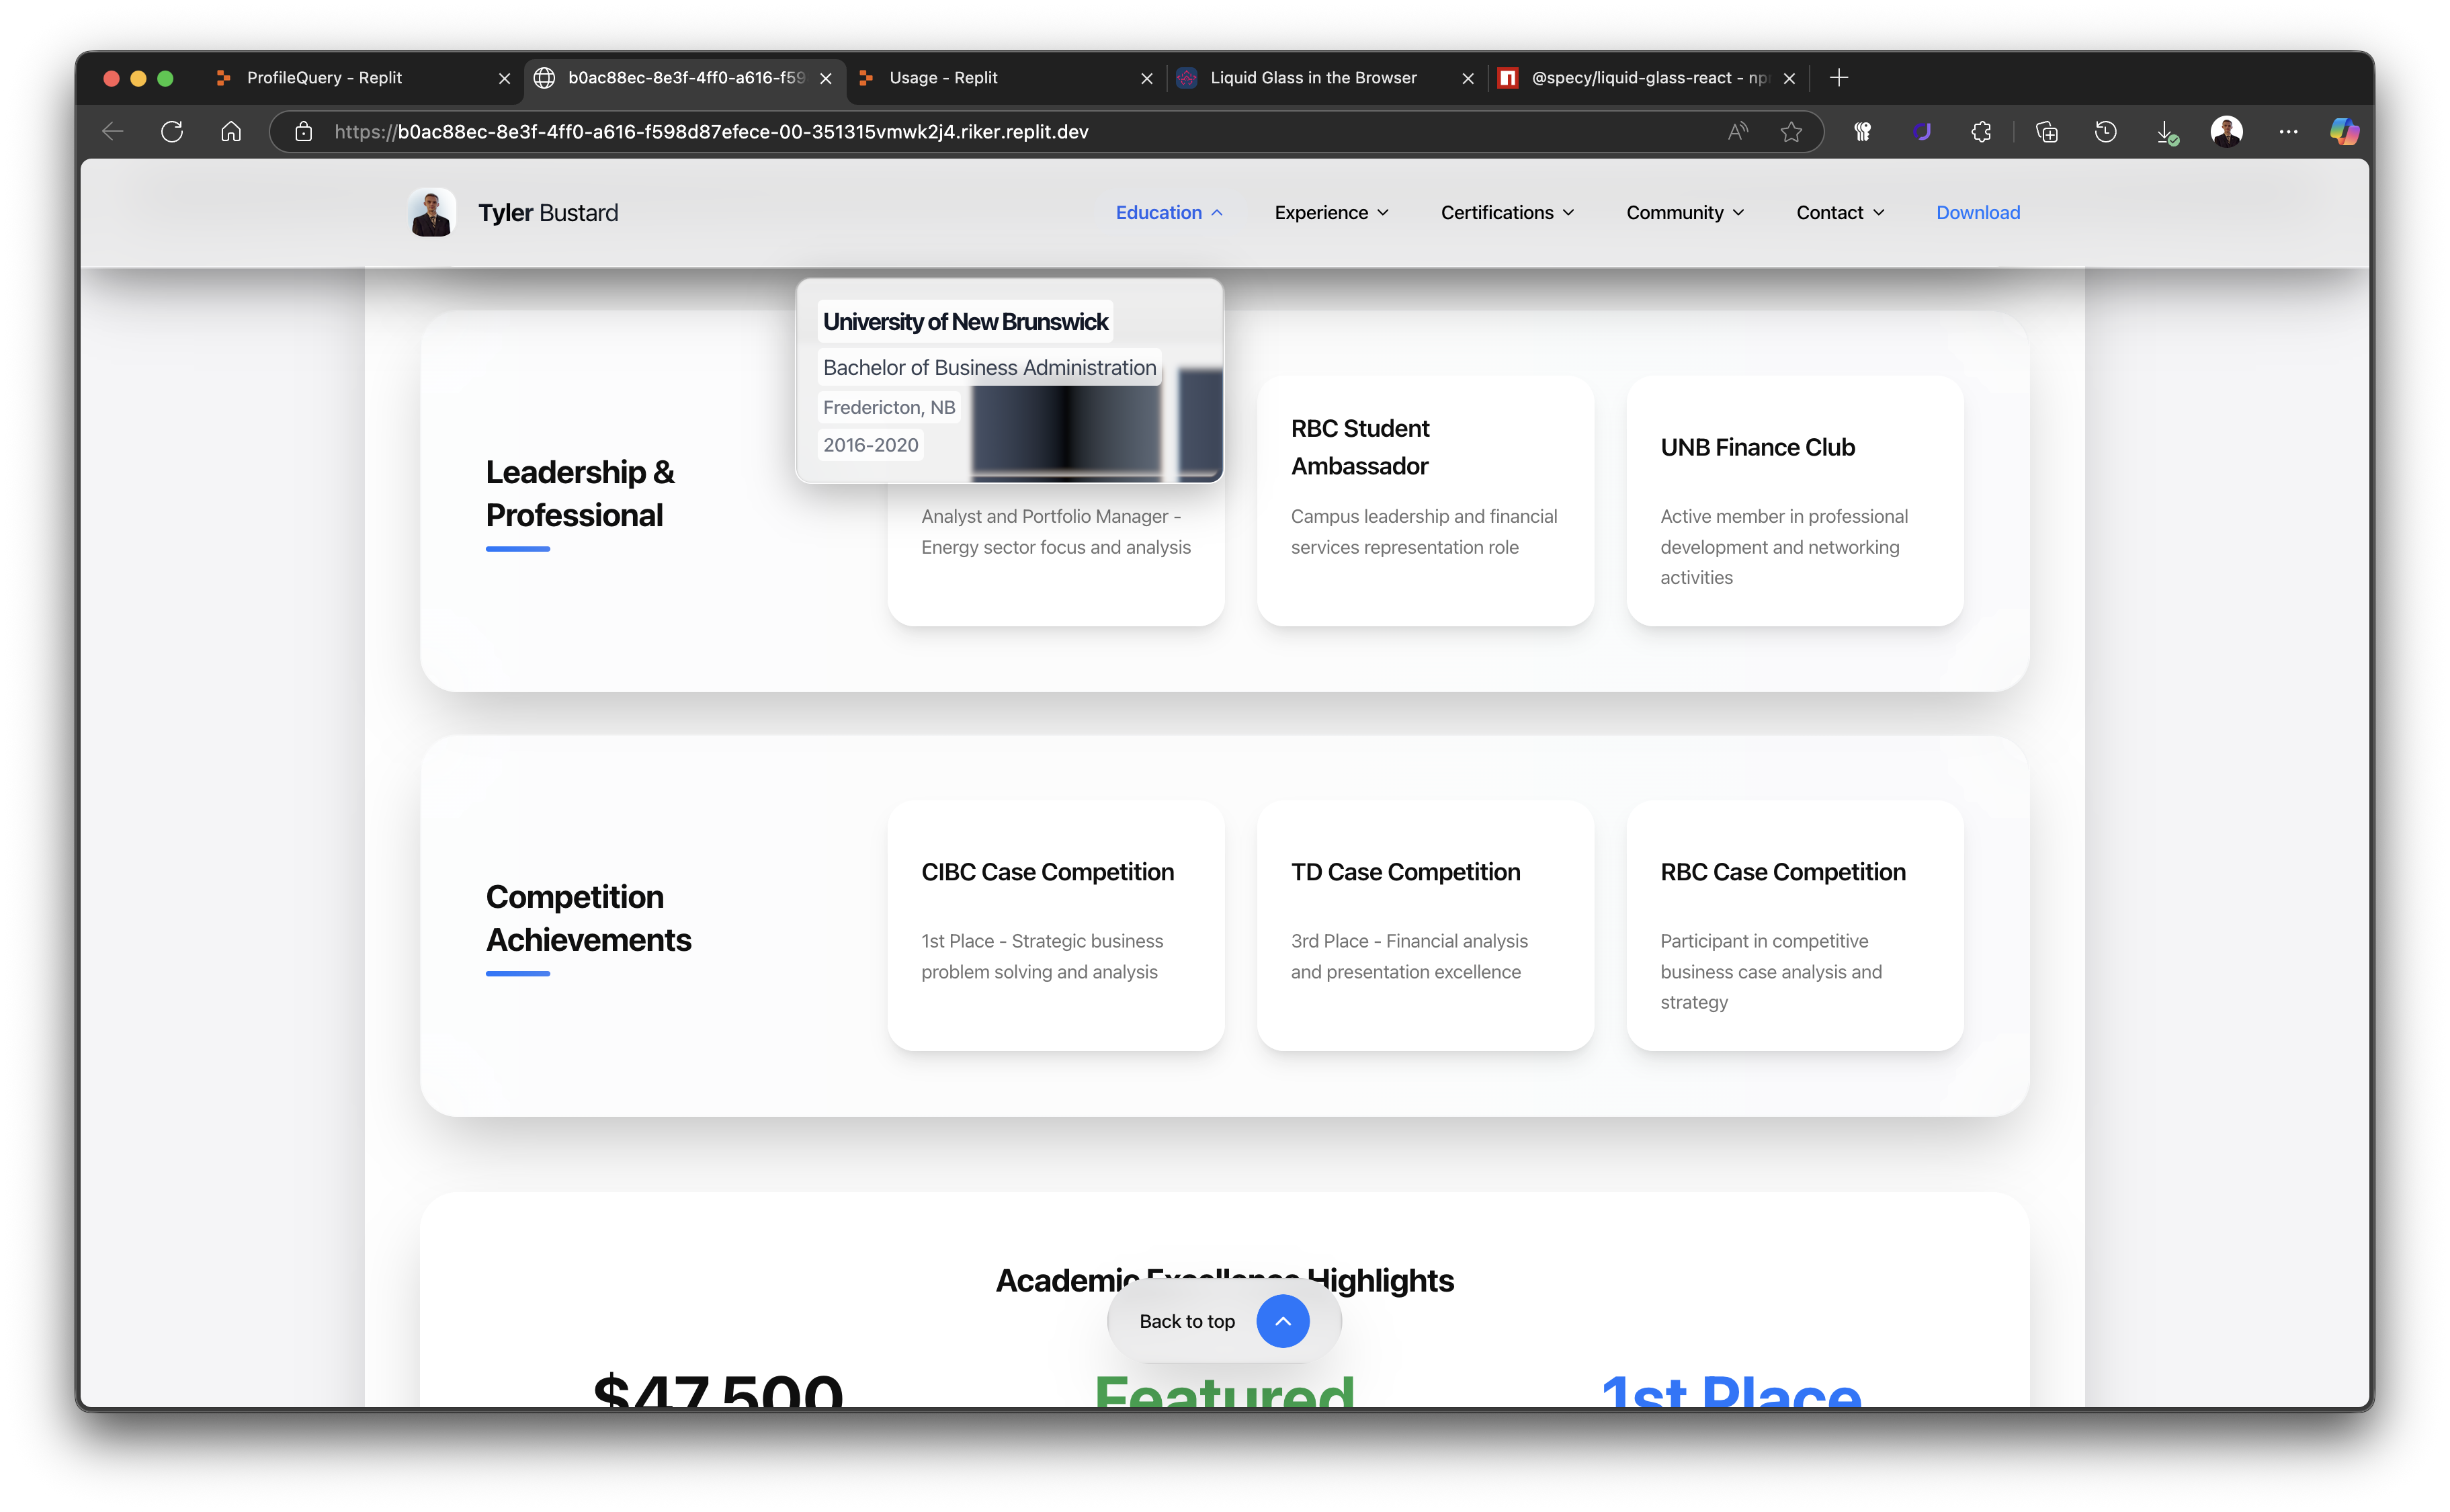 ProfileQuery - Replit
b0ac88ec-8e3f-4ff0-a616-f59
Usage - Replit
Liquid Glass in the Browser
@specy/liquid-glass-react - np
https://b0ac88ec-8e3f-4ff0-a616-f598d87efece-00-351315vmwk2j4.riker.replit.dev
Tyler Bustard
Education
Experience
Certifications
Community
Contact
Download
University of New Brunswick
Bachelor of Business Administration
Fredericton, NB
2016-2020
Leadership &
Professional
Analyst and Portfolio Manager -
Energy sector focus and analysis
RBC Student
Ambassador
Campus leadership and financial
services representation role
UNB Finance Club
Active member in professional
development and networking
activities
Competition
Achievements
CIBC Case Competition
1st Place - Strategic business
problem solving and analysis
TD Case Competition
3rd Place - Financial analysis
and presentation excellence
RBC Case Competition
Participant in competitive
business case analysis and
strategy
Academic Excellence Highlights
Back to top
$47,500
Featured
1st Place